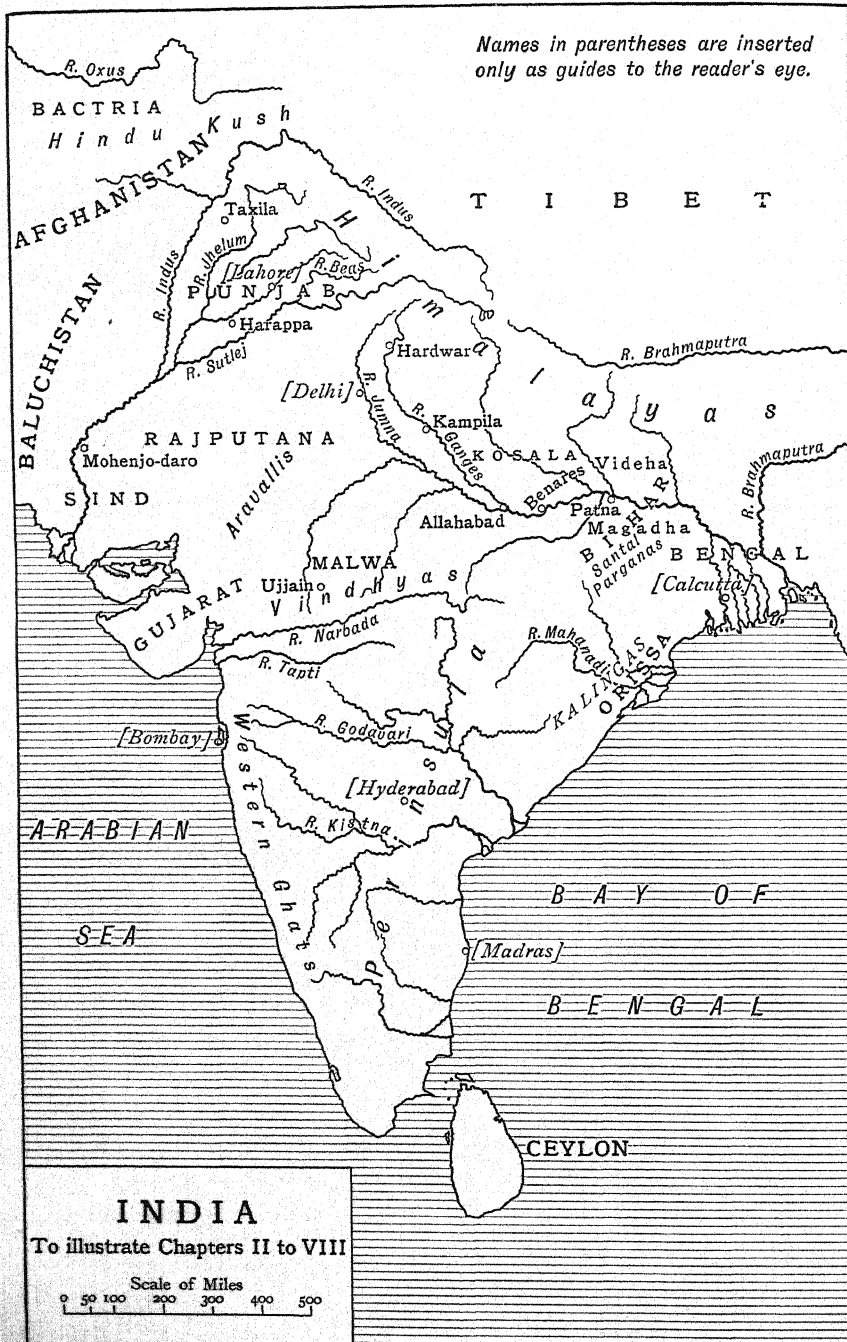 Names in parentheses are inserted
only as guides to the reader's eye.
R. Oxus
BACTRIA
Hindu Kush
AFGHANISTAN
TIBET
R. Indus
Taxila
R. Indus
R. Jhelum
[Lahore]
R. Beas
PUNJAB
Harappa
R. Sutlej
Himalayas
BALUCHISTAN
Hardwar
R. Brahmaputra
[Delhi]
R. Jumna
R. Ganges
Kampila
RAJPUTANA
Mohenjo-daro
Aravallis
KOSALA
Videha
R. Brahmaputra
SIND
Benares
Patna
Allahabad
Magadha
BIHAR
BENGAL
Santal
Parganas
MALWA
Ujjain
Vindhyas
[Calcutta]
GUJARAT
R. Narbada
R. Tapti
R. Mahanadi
KALINGAS
ORISSA
Peninsula
[Bombay]
R. Godavari
Western Ghats
[Hyderabad]
R. Kistna
ARABIAN
SEA
BAY OF
BENGAL
[Madras]
CEYLON
INDIA
To illustrate Chapters II to VIII
Scale of Miles
0 50 100 200 300 400 500